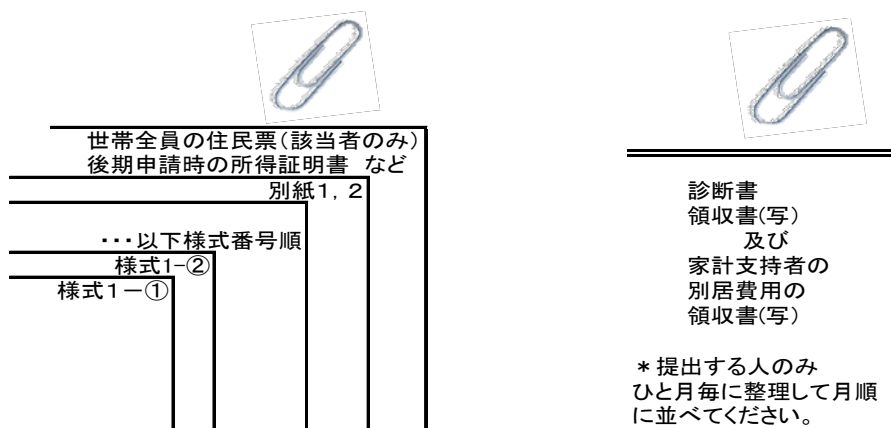 世帯全員の住民票(該当者のみ)
後期申請時の所得証明書 など
別紙1, 2
・・・以下様式番号順
様式1-②
様式1－①
診断書
領収書(写)
及び
家計支持者の
別居費用の
領収書(写)
＊提出する人のみ
ひと月毎に整理して月順
に並べてください。